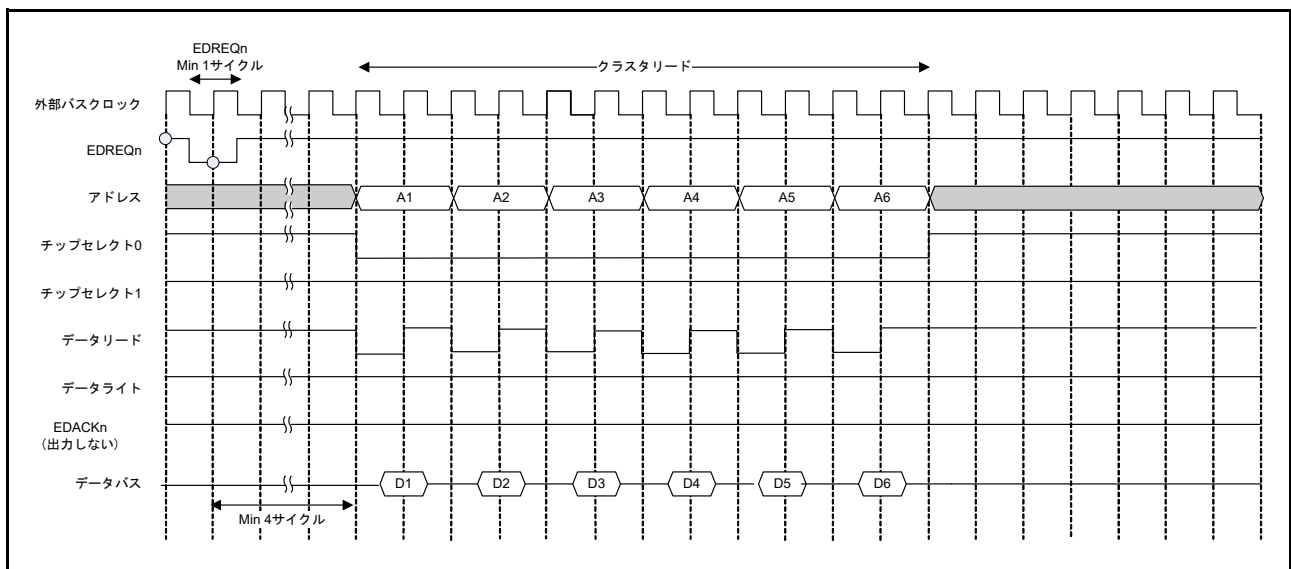 EDREQn
Min 1サイクル
クラスタリード
外部バスクロック
EDREQn
アドレス
A1
A2
A3
A4
A5
A6
チップセレクト0
チップセレクト1
データリード
データライト
EDACKn
（出力しない）
データバス
D1
D2
D3
D4
D5
D6
Min 4サイクル